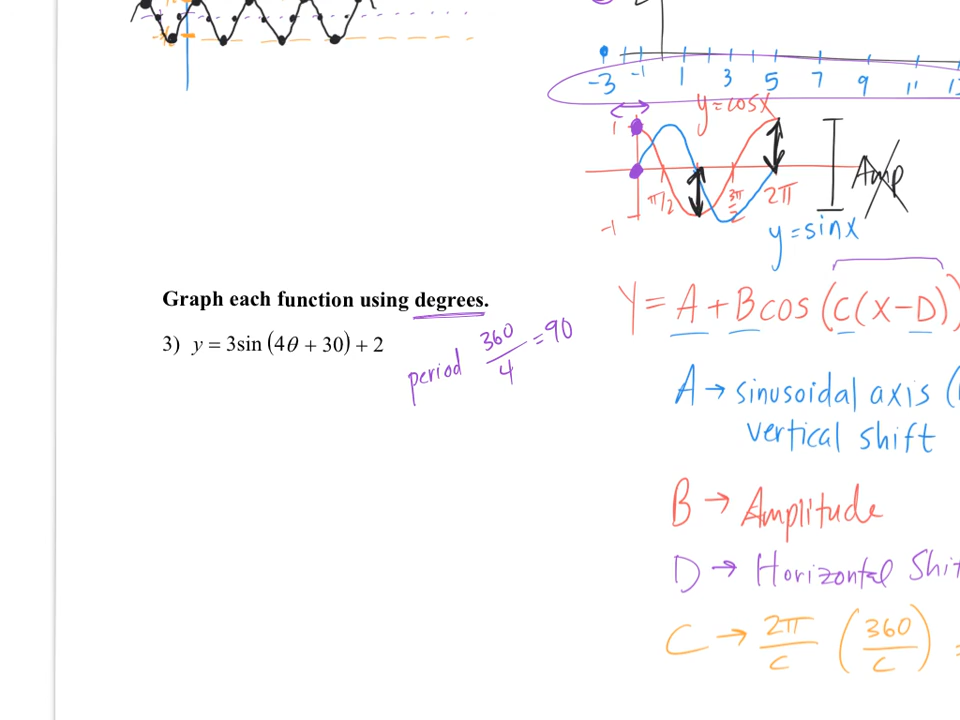 -3 -1 1 3 5 7 9 11
y=cosx
1
π/2 3π/2 2π
-1
Amp
y=sinx
Graph each function using degrees.
3) y = 3sin (4θ + 30) + 2
period 360/4 =90
Y = A + B cos (C(X-D)
A → sinusoidal axis (
vertical shift
B → Amplitude
D → Horizontal Shi
C → 2π/C (360/C) =